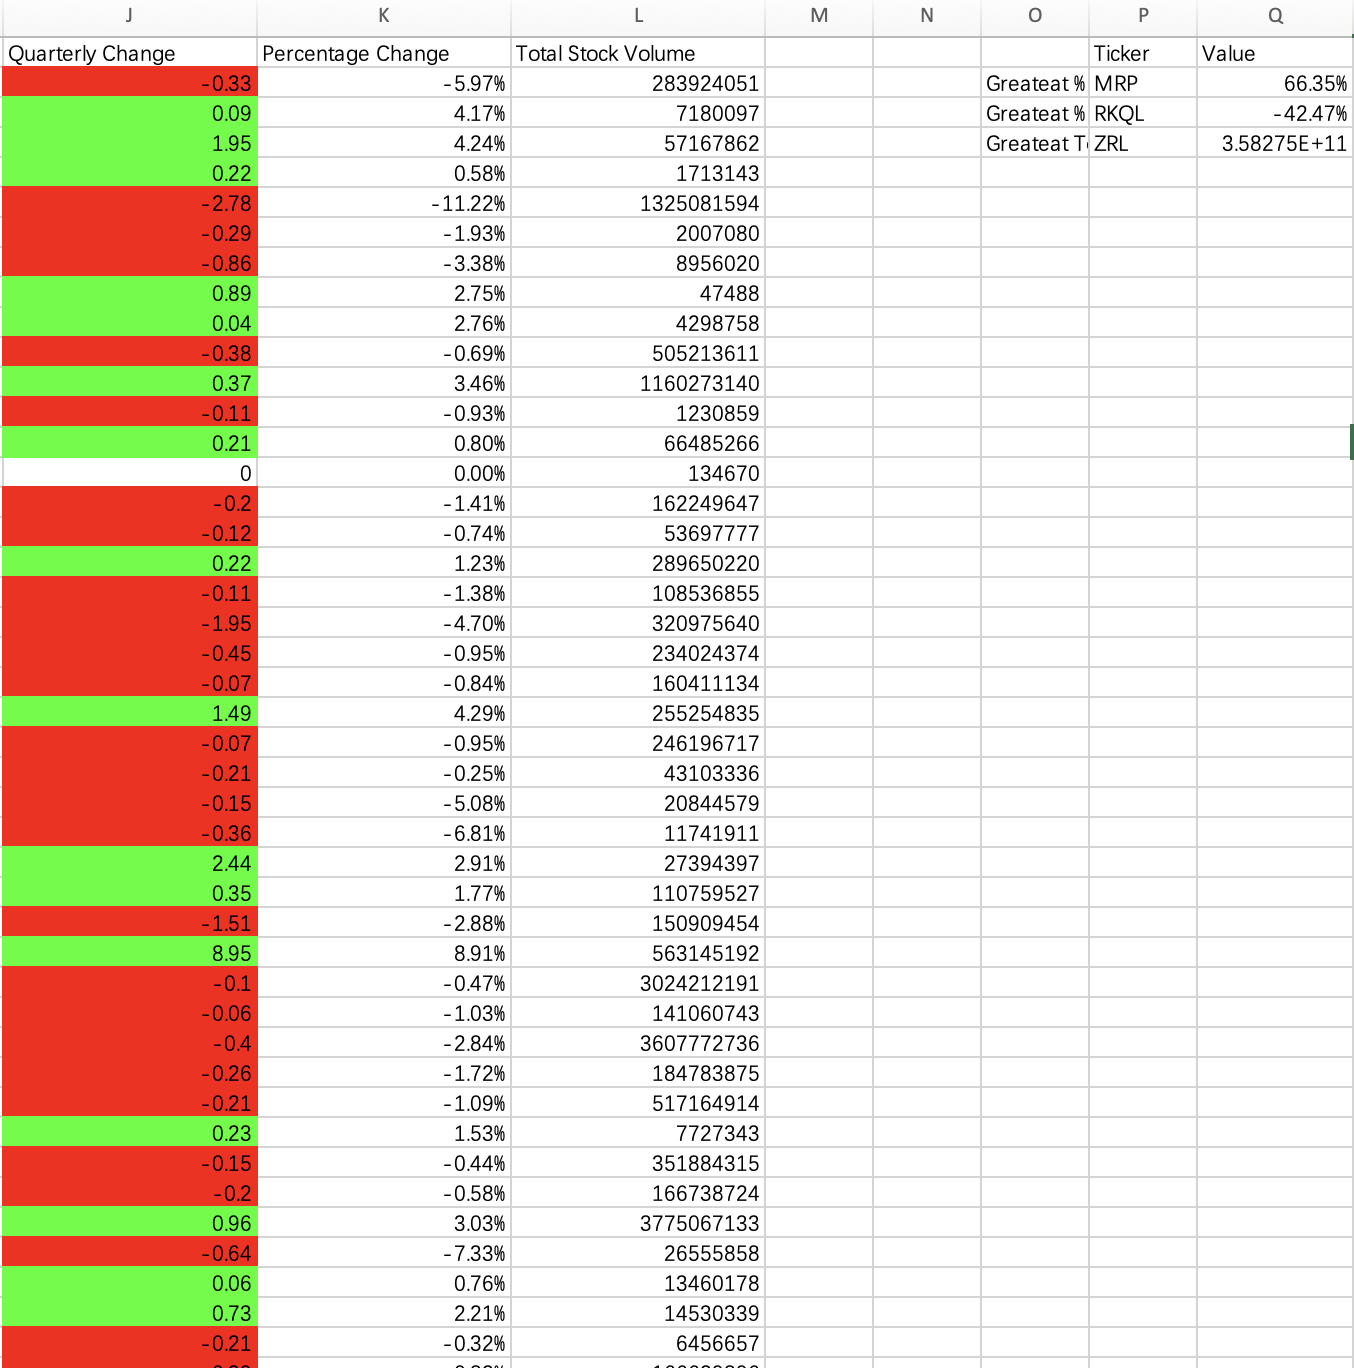 J K L M N O P Q
Quarterly Change Percentage Change Total Stock Volume Ticker Value
-0.33 -5.97% 283924051 Greateat % MRP 66.35%
0.09 4.17% 7180097 Greateat % RKQL -42.47%
1.95 4.24% 57167862 Greateat ZRL 3.58275E+11
0.22 0.58% 1713143
-2.78 -11.22% 1325081594
-0.29 -1.93% 2007080
-0.86 -3.38% 8956020
0.89 2.75% 47488
0.04 2.76% 4298758
-0.38 -0.69% 505213611
0.37 3.46% 1160273140
-0.11 -0.93% 1230859
0.21 0.80% 66485266
0 0.00% 134670
-0.2 -1.41% 162249647
-0.12 -0.74% 53697777
0.22 1.23% 289650220
-0.11 -1.38% 108536855
-1.95 -4.70% 320975640
-0.45 -0.95% 234024374
-0.07 -0.84% 160411134
1.49 4.29% 255254835
-0.07 -0.95% 246196717
-0.21 -0.25% 43103336
-0.15 -5.08% 20844579
-0.36 -6.81% 11741911
2.44 2.91% 27394397
0.35 1.77% 110759527
-1.51 -2.88% 150909454
8.95 8.91% 563145192
-0.1 -0.47% 3024212191
-0.06 -1.03% 141060743
-0.4 -2.84% 3607772736
-0.26 -1.72% 184783875
-0.21 -1.09% 517164914
0.23 1.53% 7727343
-0.15 -0.44% 351884315
-0.2 -0.58% 166738724
0.96 3.03% 3775067133
-0.64 -7.33% 26555858
0.06 0.76% 13460178
0.73 2.21% 14530339
-0.21 -0.32% 6456657